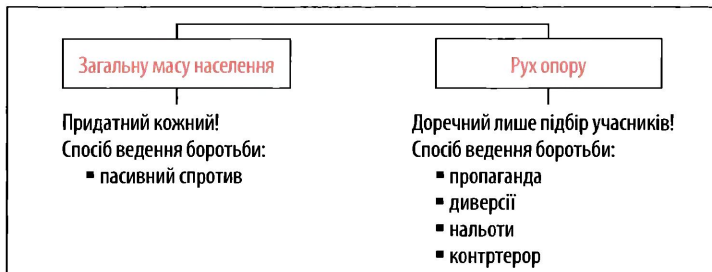 Загальну масу населення
Рух опору
Придатний кожний!
Спосіб ведення боротьби:
▪ пасивний спротив
Доречний лише підбір учасників!
Спосіб ведення боротьби:
▪ пропаганда
▪ диверсії
▪ нальоти
▪ контртерор